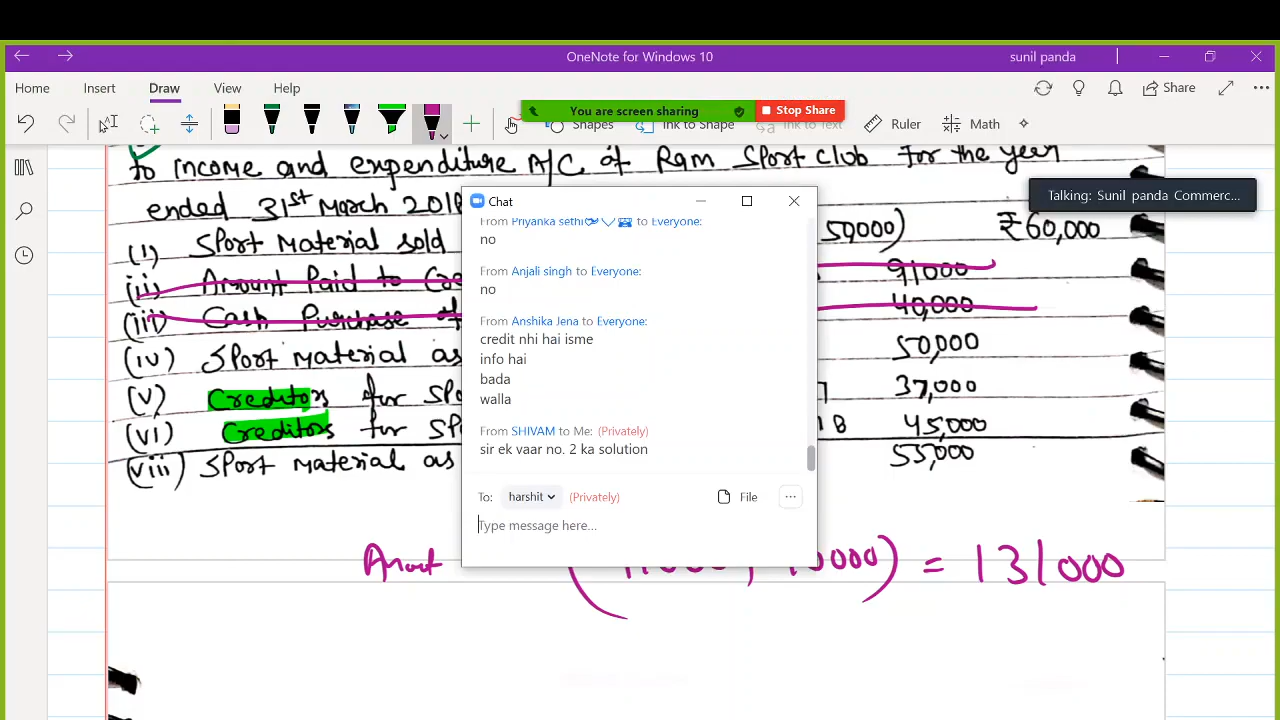 OneNote for Windows 10
sunil panda
Home Insert Draw View Help
Share
You are screen sharing
Stop Share
Shapes Ink to Shape Ink to Text Ruler Math
to Income and expenditure A/C of Ram Sport Club for the year
Talking: Sunil panda Commerc...
ended 31st March 2018
(i) Sport Material sold 50,000) ₹60,000
(ii) Amount Paid to 91000
(iii) Cash Purchase of 40,000
(iv) Sport material as 50,000
(v) Creditors for 37,000
(vi) Creditors for 45,000
(viii) Sport material as 55,000
Chat
From Priyanka sethi to Everyone:
no
From Anjali singh to Everyone:
no
From Anshika Jena to Everyone:
credit nhi hai isme
info hai
bada
walla
From SHIVAM to Me: (Privately)
sir ek vaar no. 2 ka solution
To: harshit (Privately) File
Type message here...
= 131000